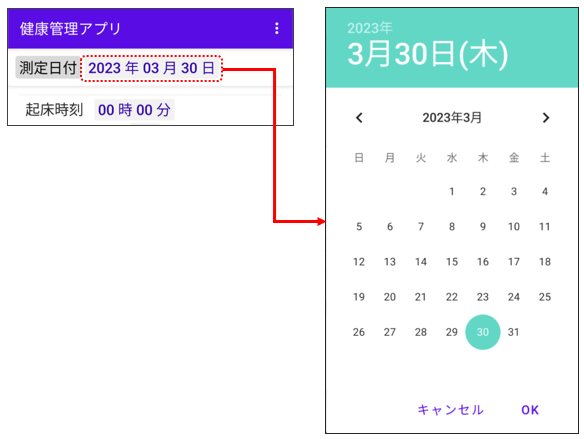 健康管理アプリ
測定日付 2023 年 03 月 30 日
起床時刻 00 時 00 分
2023年
3月30日(木)
2023年3月
日 月 火 水 木 金 土
1 2 3 4
5 6 7 8 9 10 11
12 13 14 15 16 17 18
19 20 21 22 23 24 25
26 27 28 29 30 31
キャンセル OK